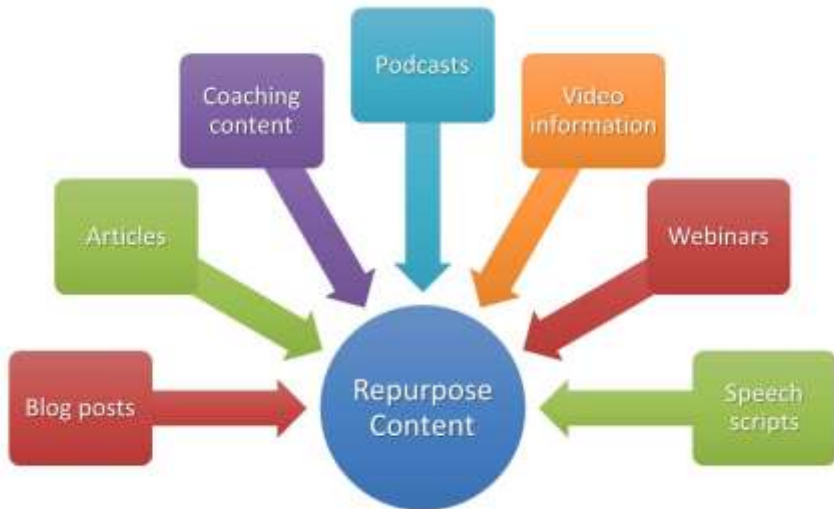 Podcasts
Coaching
content
Video
information
Articles
Webinars
Blog posts
Repurpose
Content
Speech
scripts